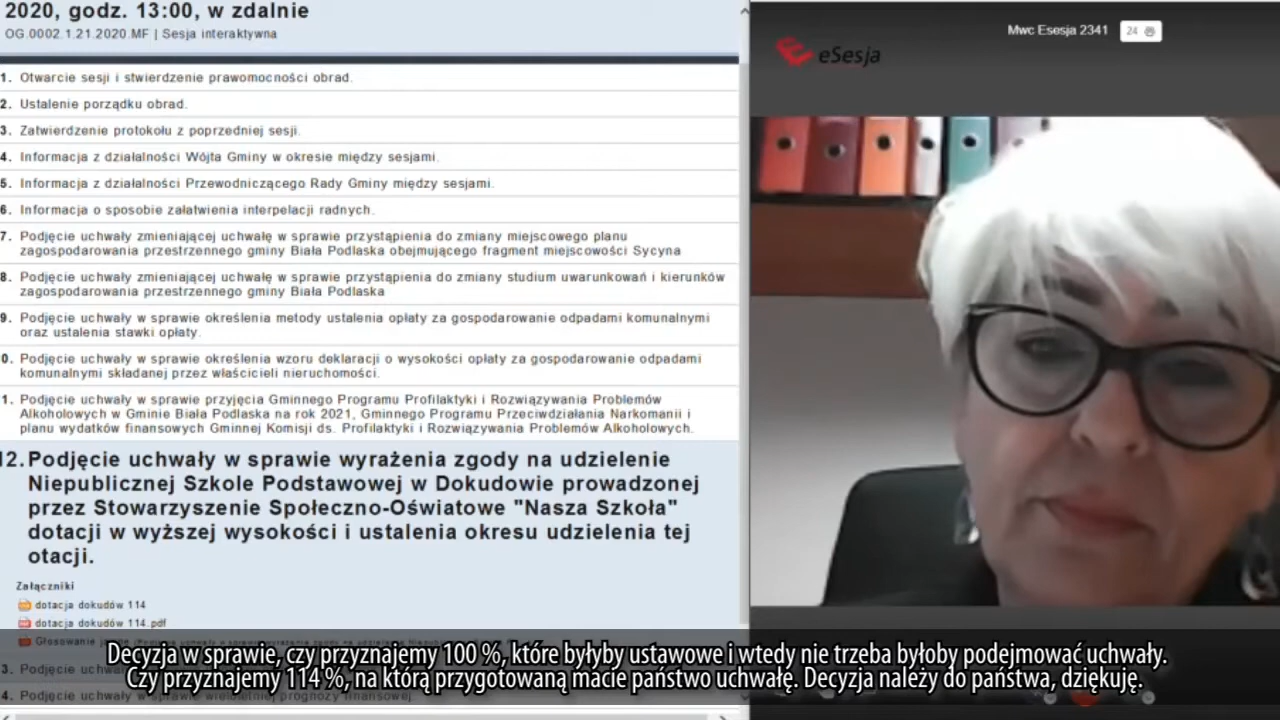 2020, godz. 13:00, w zdalnie
OG.0002.1.21.2020.MF | Sesja interaktywna
1. Otwarcie sesji i stwierdzenie prawomocności obrad.
2. Ustalenie porządku obrad.
3. Zatwierdzenie protokołu z poprzedniej sesji.
4. Informacja z działalności Wójta Gminy w okresie między sesjami.
5. Informacja z działalności Przewodniczącego Rady Gminy między sesjami.
6. Informacja o sposobie załatwienia interpelacji radnych.
7. Podjęcie uchwały zmieniającej uchwałę w sprawie przystąpienia do zmiany miejscowego planu
zagospodarowania przestrzennego gminy Biała Podlaska obejmującego fragment miejscowości Sycyna
8. Podjęcie uchwały zmieniającej uchwałę w sprawie przystąpienia do zmiany studium uwarunkowań i kierunków
zagospodarowania przestrzennego gminy Biała Podlaska
9. Podjęcie uchwały w sprawie określenia metody ustalenia opłaty za gospodarowanie odpadami komunalnymi
oraz ustalenia stawki opłaty.
0. Podjęcie uchwały w sprawie określenia wzoru deklaracji o wysokości opłaty za gospodarowanie odpadami
komunalnymi składanej przez właścicieli nieruchomości.
1. Podjęcie uchwały w sprawie przyjęcia Gminnego Programu Profilaktyki i Rozwiązywania Problemów
Alkoholowych w Gminie Biała Podlaska na rok 2021, Gminnego Programu Przeciwdziałania Narkomanii i
planu wydatków finansowych Gminnej Komisji ds. Profilaktyki i Rozwiązywania Problemów Alkoholowych.
12. Podjęcie uchwały w sprawie wyrażenia zgody na udzielenie
Niepublicznej Szkole Podstawowej w Dokudowie prowadzonej
przez Stowarzyszenie Społeczno-Oświatowe "Nasza Szkoła"
dotacji w wyższej wysokości i ustalenia okresu udzielenia tej
otacji.
Załączniki
dotacja dokudów 114
dotacja dokudów 114.pdf
Głosowanie
3. Podjęcie uchwały
4. Podjęcie uchwały w sprawie wieloletniej prognozy finansowej.
Mwc Esesja 2341 24
eSesja
Decyzja w sprawie, czy przyznajemy 100 %, które byłyby ustawowe i wtedy nie trzeba byłoby podejmować uchwały.
Czy przyznajemy 114 %, na którą przygotowaną macie państwo uchwałę. Decyzja należy do państwa, dziękuję.